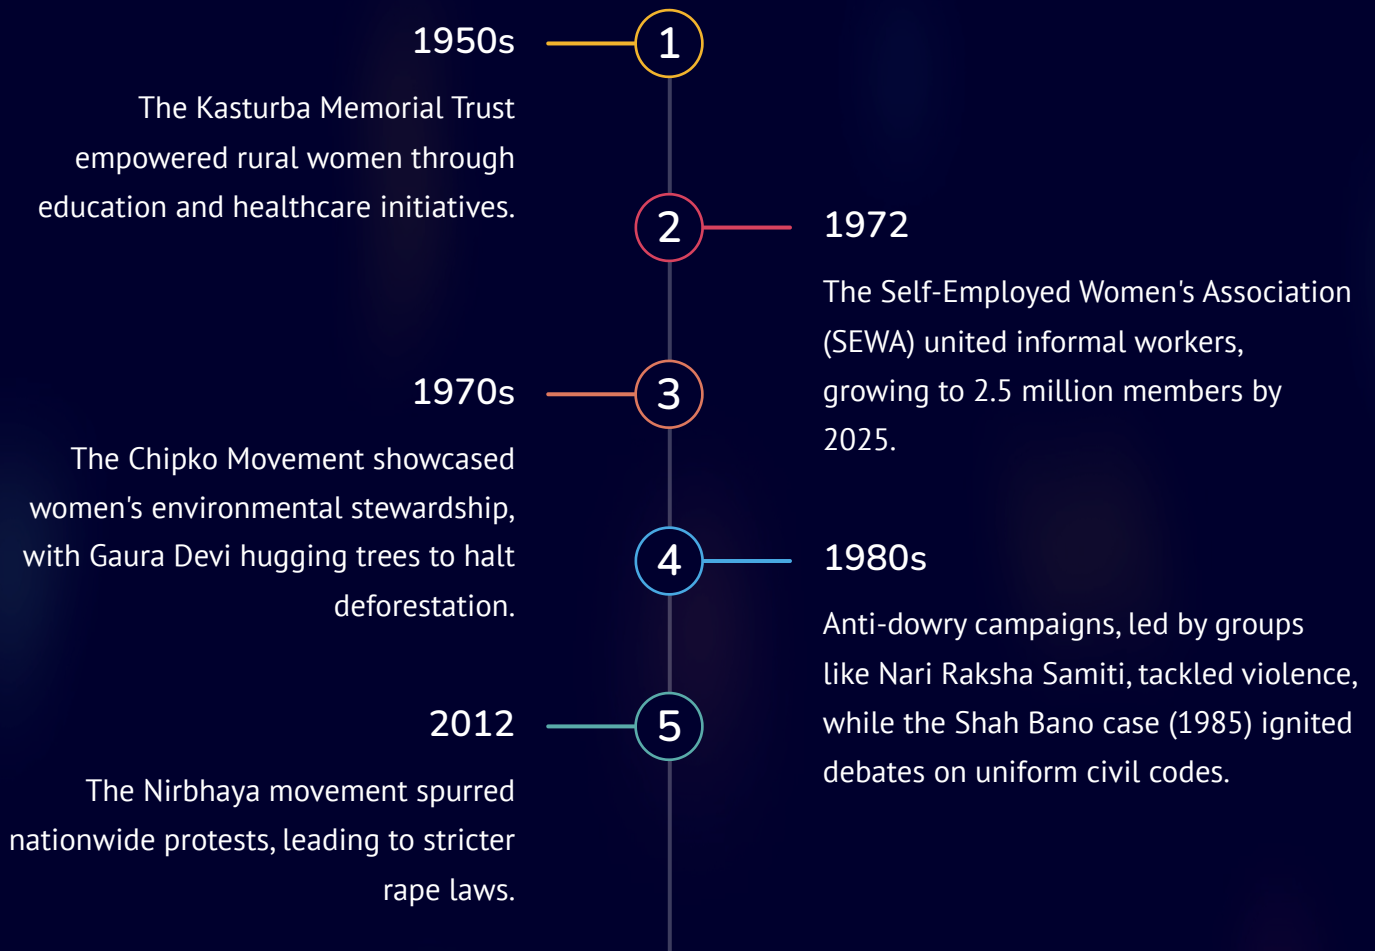 1950s
1
The Kasturba Memorial Trust
empowered rural women through
education and healthcare initiatives.
2
1972
The Self-Employed Women's Association
(SEWA) united informal workers,
growing to 2.5 million members by
2025.
1970s
3
The Chipko Movement showcased
women's environmental stewardship,
with Gaura Devi hugging trees to halt
deforestation.
4
1980s
Anti-dowry campaigns, led by groups
like Nari Raksha Samiti, tackled violence,
while the Shah Bano case (1985) ignited
debates on uniform civil codes.
2012
5
The Nirbhaya movement spurred
nationwide protests, leading to stricter
rape laws.